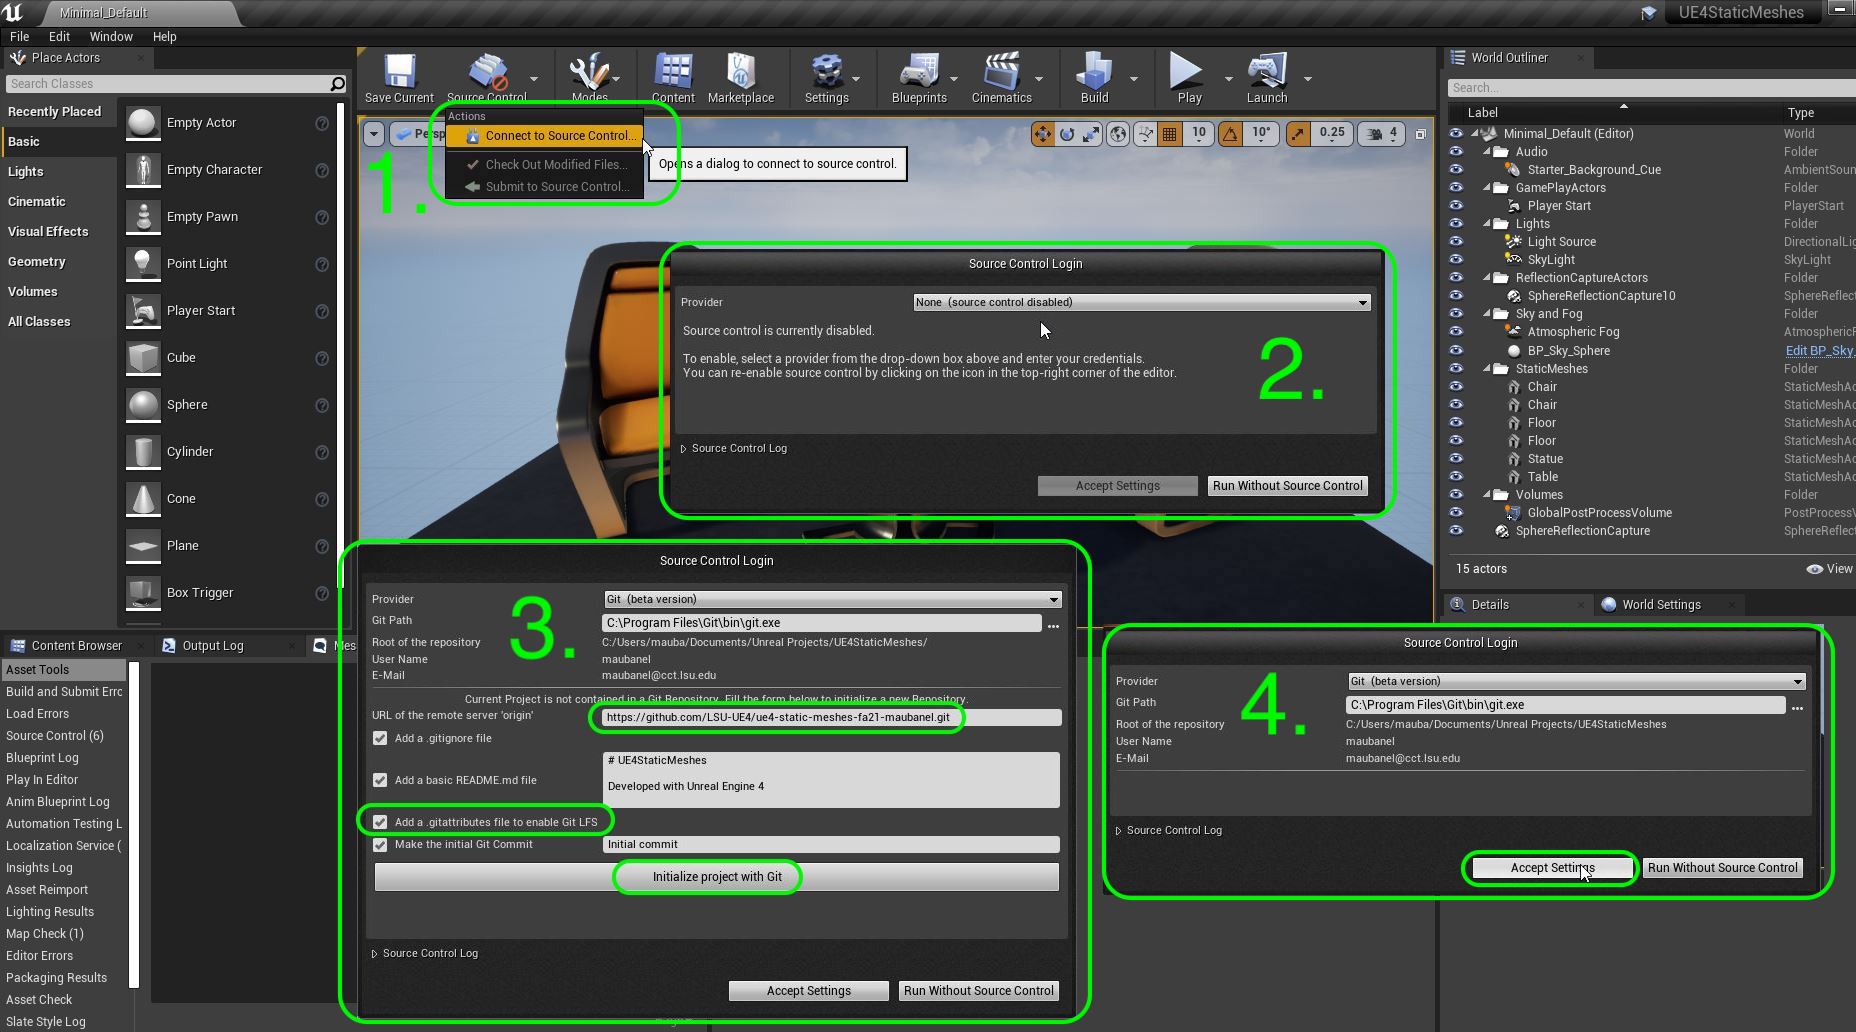 Minimal_Default
UE4StaticMeshes
File Edit Window Help
Place Actors
Search Classes
Recently Placed
Basic
Lights
Cinematic
Visual Effects
Geometry
Volumes
All Classes
Empty Actor
Empty Character
Empty Pawn
Point Light
Player Start
Cube
Sphere
Cylinder
Cone
Plane
Box Trigger
Save Current Source Control Modes Content Marketplace Settings Blueprints Cinematics Build Play Launch
Persp
10 10° 0.25 4
1.
Actions
Connect to Source Control...
Check Out Modified Files...
Submit to Source Control...
Opens a dialog to connect to source control.
2.
Source Control Login
Provider None (source control disabled)
Source control is currently disabled.
To enable, select a provider from the drop-down box above and enter your credentials.
You can re-enable source control by clicking on the icon in the top-right corner of the editor.
Source Control Log
Accept Settings Run Without Source Control
World Outliner
Search...
Label Type
Minimal_Default (Editor) World
Audio Folder
Starter_Background_Cue AmbientSoun
GamePlayActors Folder
Player Start PlayerStart
Lights Folder
Light Source DirectionalLig
SkyLight SkyLight
ReflectionCaptureActors Folder
SphereReflectionCapture10 SphereReflect
Sky and Fog Folder
Atmospheric Fog AtmosphericF
BP_Sky_Sphere Edit BP_Sky_
StaticMeshes Folder
Chair StaticMeshAc
Chair StaticMeshAc
Floor StaticMeshAc
Floor StaticMeshAc
Statue StaticMeshAc
Table StaticMeshAc
Volumes Folder
GlobalPostProcessVolume PostProcessV
SphereReflectionCapture SphereReflect
15 actors View
Details World Settings
Content Browser Output Log Mes
Asset Tools
Build and Submit Errc
Load Errors
Source Control (6)
Blueprint Log
Play In Editor
Anim Blueprint Log
Automation Testing L
Localization Service (
Insights Log
Asset Reimport
Lighting Results
Map Check (1)
Editor Errors
Packaging Results
Asset Check
Slate Style Log
3.
Source Control Login
Provider Git (beta version)
Git Path C:\Program Files\Git\bin\git.exe ...
Root of the repository C:/Users/mauba/Documents/Unreal Projects/UE4StaticMeshes/
User Name maubanel
E-Mail maubanel@cct.lsu.edu
Current Project is not contained in a Git Repository. Fill the form below to initialize a new Repository.
URL of the remote server 'origin' https://github.com/LSU-UE4/ue4-static-meshes-fa21-maubanel.git
Add a .gitignore file
Add a basic README.md file
# UE4StaticMeshes
Developed with Unreal Engine 4
Add a .gitattributes file to enable Git LFS
Make the initial Git Commit Initial commit
Initialize project with Git
Source Control Log
Accept Settings Run Without Source Control
4.
Source Control Login
Provider Git (beta version)
Git Path C:\Program Files\Git\bin\git.exe ...
Root of the repository C:/Users/mauba/Documents/Unreal Projects/UE4StaticMeshes
User Name maubanel
E-Mail maubanel@cct.lsu.edu
Source Control Log
Accept Settings Run Without Source Control